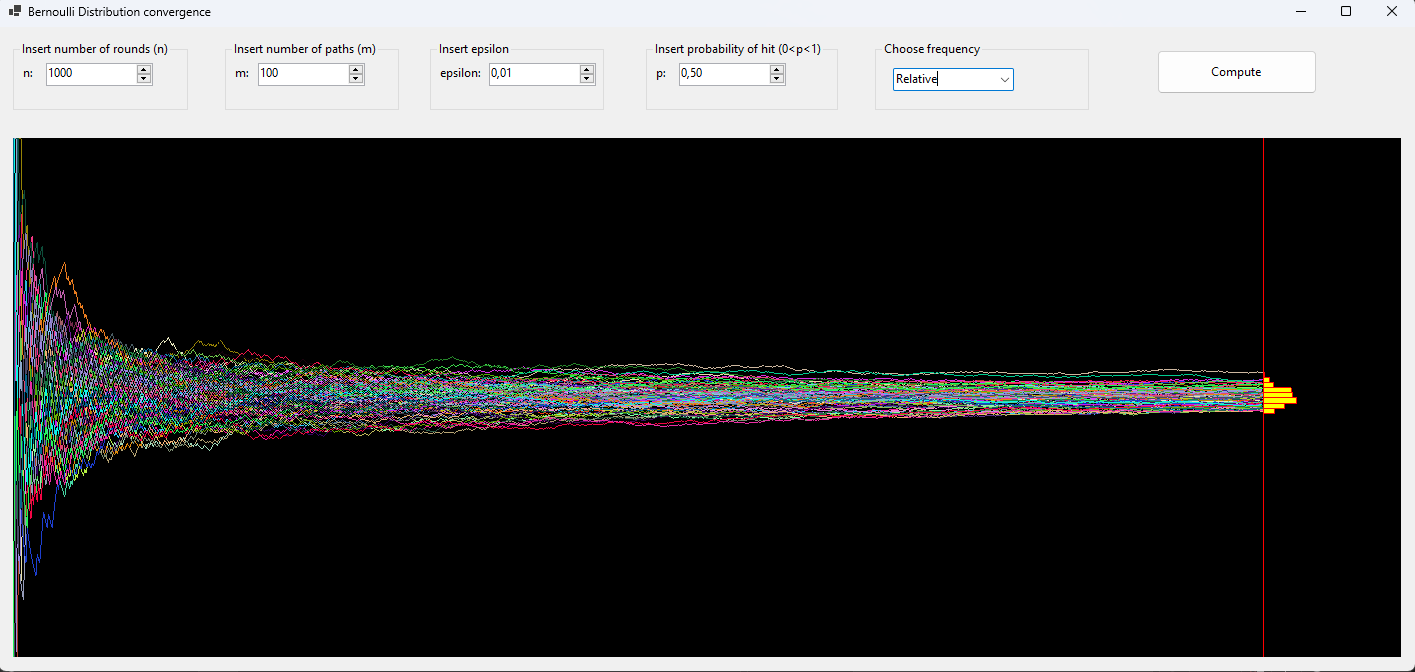 Bernoulli Distribution convergence
Insert number of rounds (n)
n: 1000
Insert number of paths (m)
m: 100
Insert epsilon
epsilon: 0,01
Insert probability of hit (0<p<1)
p: 0,50
Choose frequency
Relative
Compute